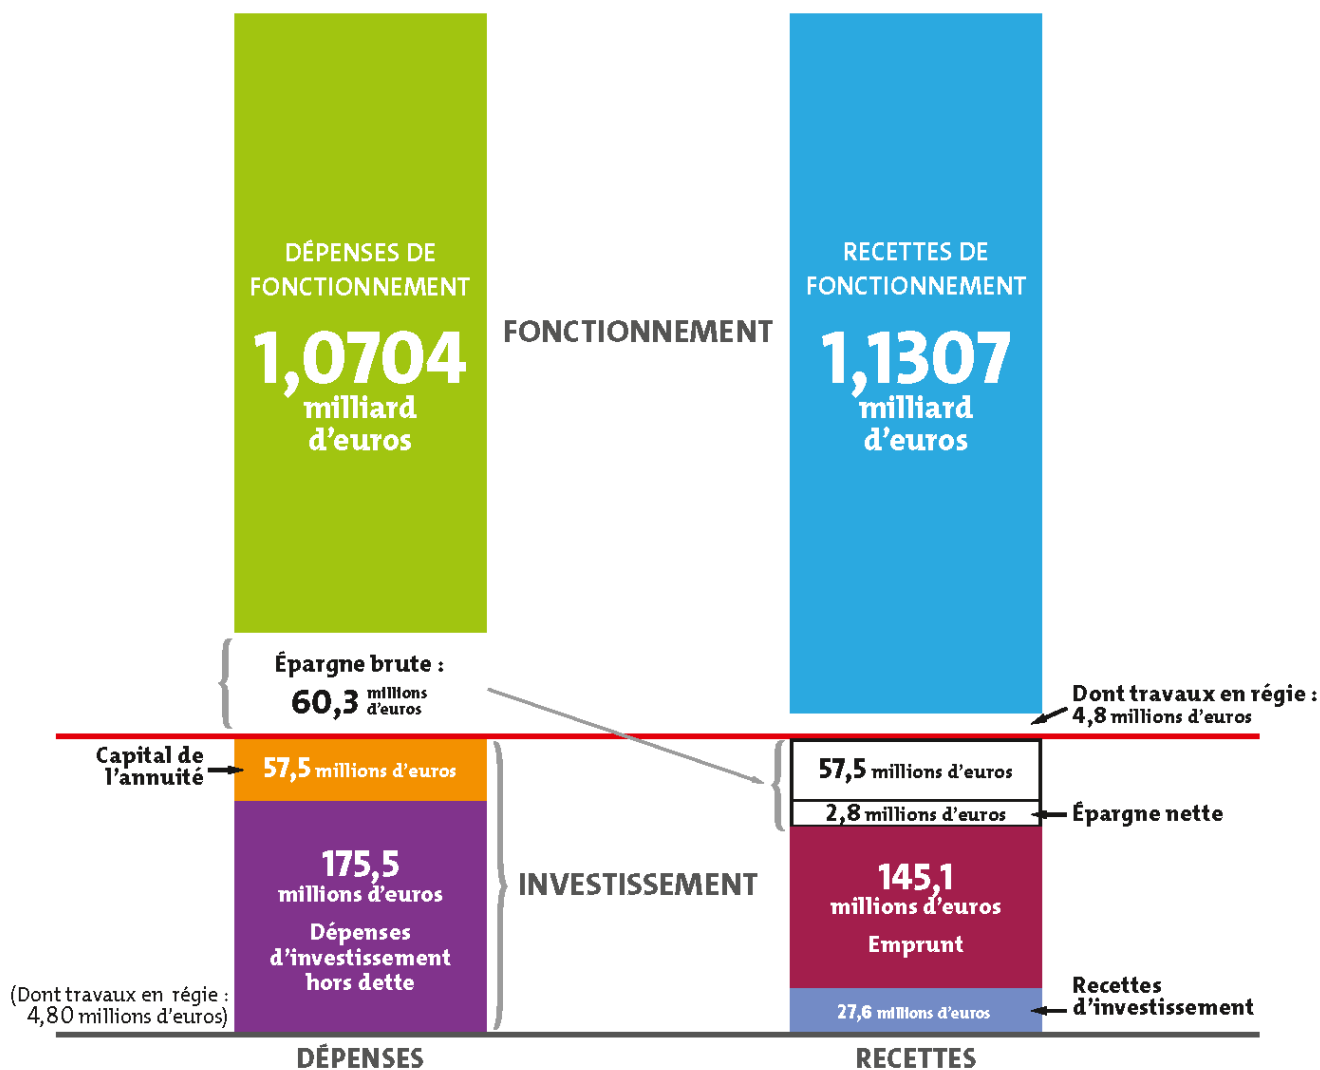 DÉPENSES DE
FONCTIONNEMENT
1,0704
milliard
d'euros
FONCTIONNEMENT
RECETTES DE
FONCTIONNEMENT
1,1307
milliard
d'euros
Épargne brute :
60,3 millions
d'euros
Dont travaux en régie :
4,8 millions d'euros
Capital de
l'annuité
57,5 millions d'euros
57,5 millions d'euros
2,8 millions d'euros
Épargne nette
175,5
millions d'euros
Dépenses
d'investissement
hors dette
INVESTISSEMENT
145,1
millions d'euros
Emprunt
(Dont travaux en régie :
4,80 millions d'euros)
27,6 millions d'euros
Recettes
d'investissement
DÉPENSES
RECETTES